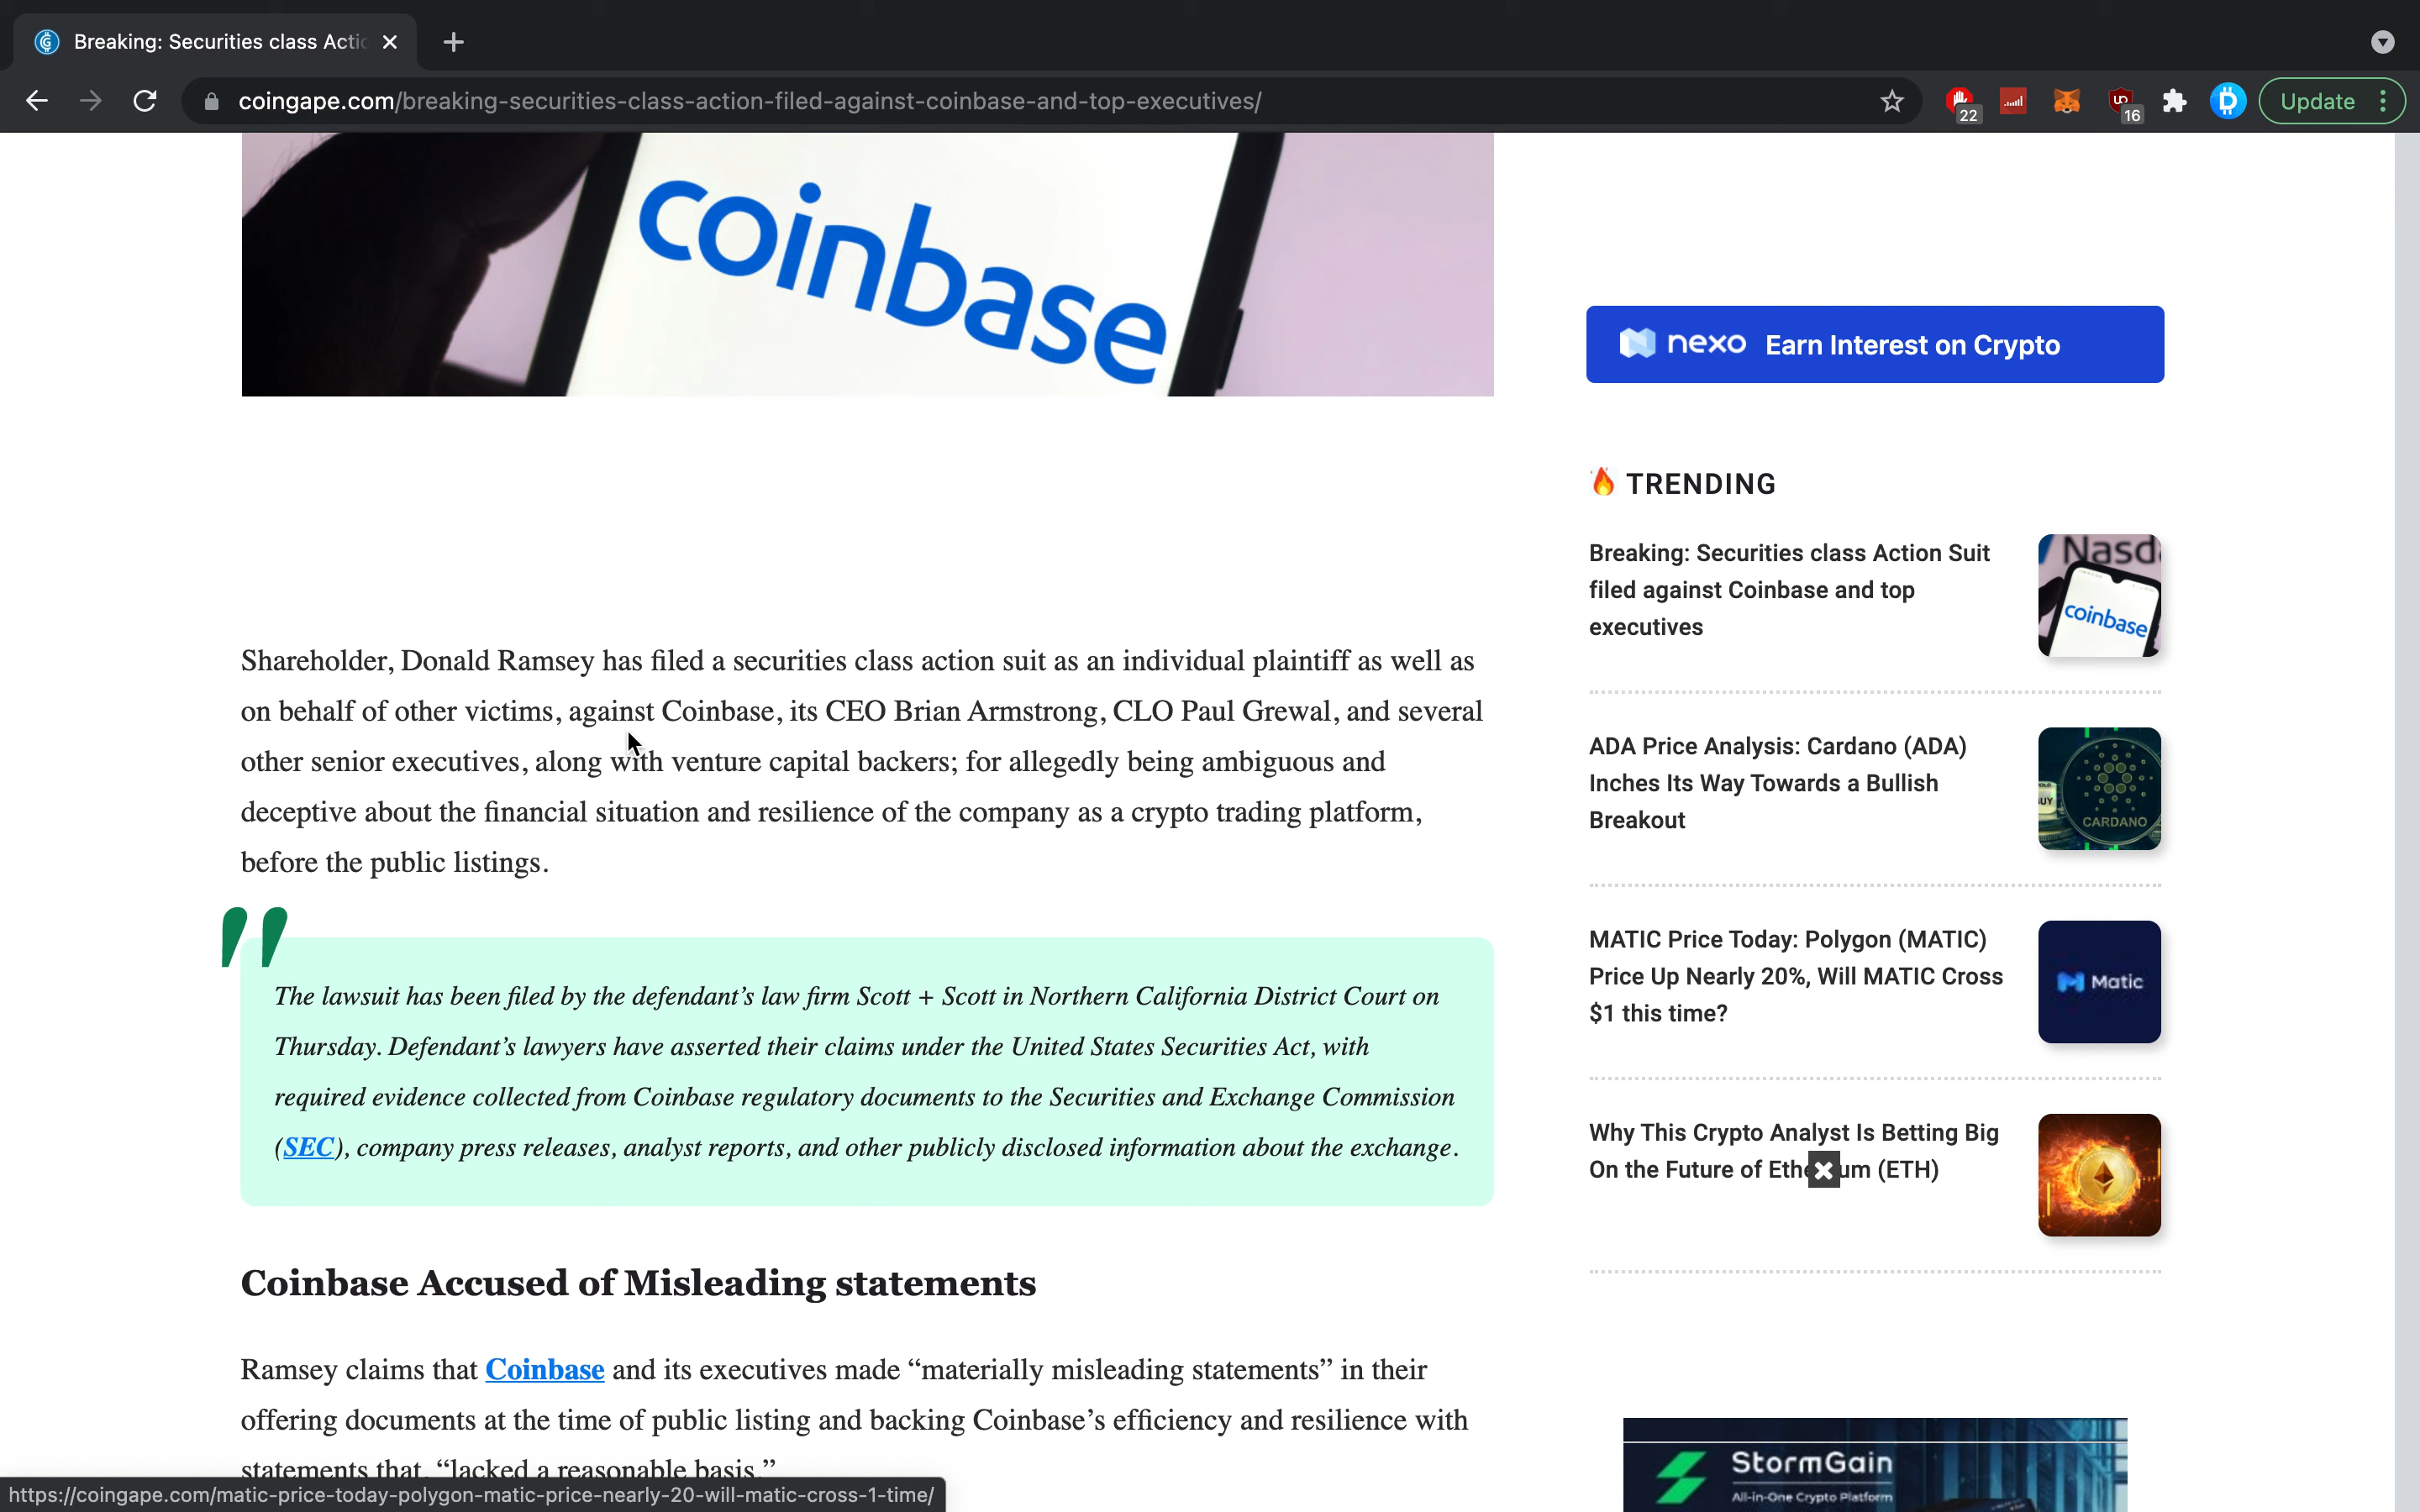 Breaking: Securities class Actio
coingape.com/breaking-securities-class-action-filed-against-coinbase-and-top-executives/
22
16
Update
coinbase
nexo Earn Interest on Crypto
🔥 TRENDING
Breaking: Securities class Action Suit
filed against Coinbase and top
executives
Nasd
coinbase
ADA Price Analysis: Cardano (ADA)
Inches Its Way Towards a Bullish
Breakout
CARDANO
MATIC Price Today: Polygon (MATIC)
Price Up Nearly 20%, Will MATIC Cross
$1 this time?
Matic
Why This Crypto Analyst Is Betting Big
On the Future of Ethe um (ETH)
StormGain
All-in-One Crypto Platform
Shareholder, Donald Ramsey has filed a securities class action suit as an individual plaintiff as well as
on behalf of other victims, against Coinbase, its CEO Brian Armstrong, CLO Paul Grewal, and several
other senior executives, along with venture capital backers; for allegedly being ambiguous and
deceptive about the financial situation and resilience of the company as a crypto trading platform,
before the public listings.
The lawsuit has been filed by the defendant’s law firm Scott + Scott in Northern California District Court on
Thursday. Defendant’s lawyers have asserted their claims under the United States Securities Act, with
required evidence collected from Coinbase regulatory documents to the Securities and Exchange Commission
(SEC), company press releases, analyst reports, and other publicly disclosed information about the exchange.
Coinbase Accused of Misleading statements
Ramsey claims that Coinbase and its executives made “materially misleading statements” in their
offering documents at the time of public listing and backing Coinbase’s efficiency and resilience with
statements that, “lacked a reasonable basis.”
https://coingape.com/matic-price-today-polygon-matic-price-nearly-20-will-matic-cross-1-time/